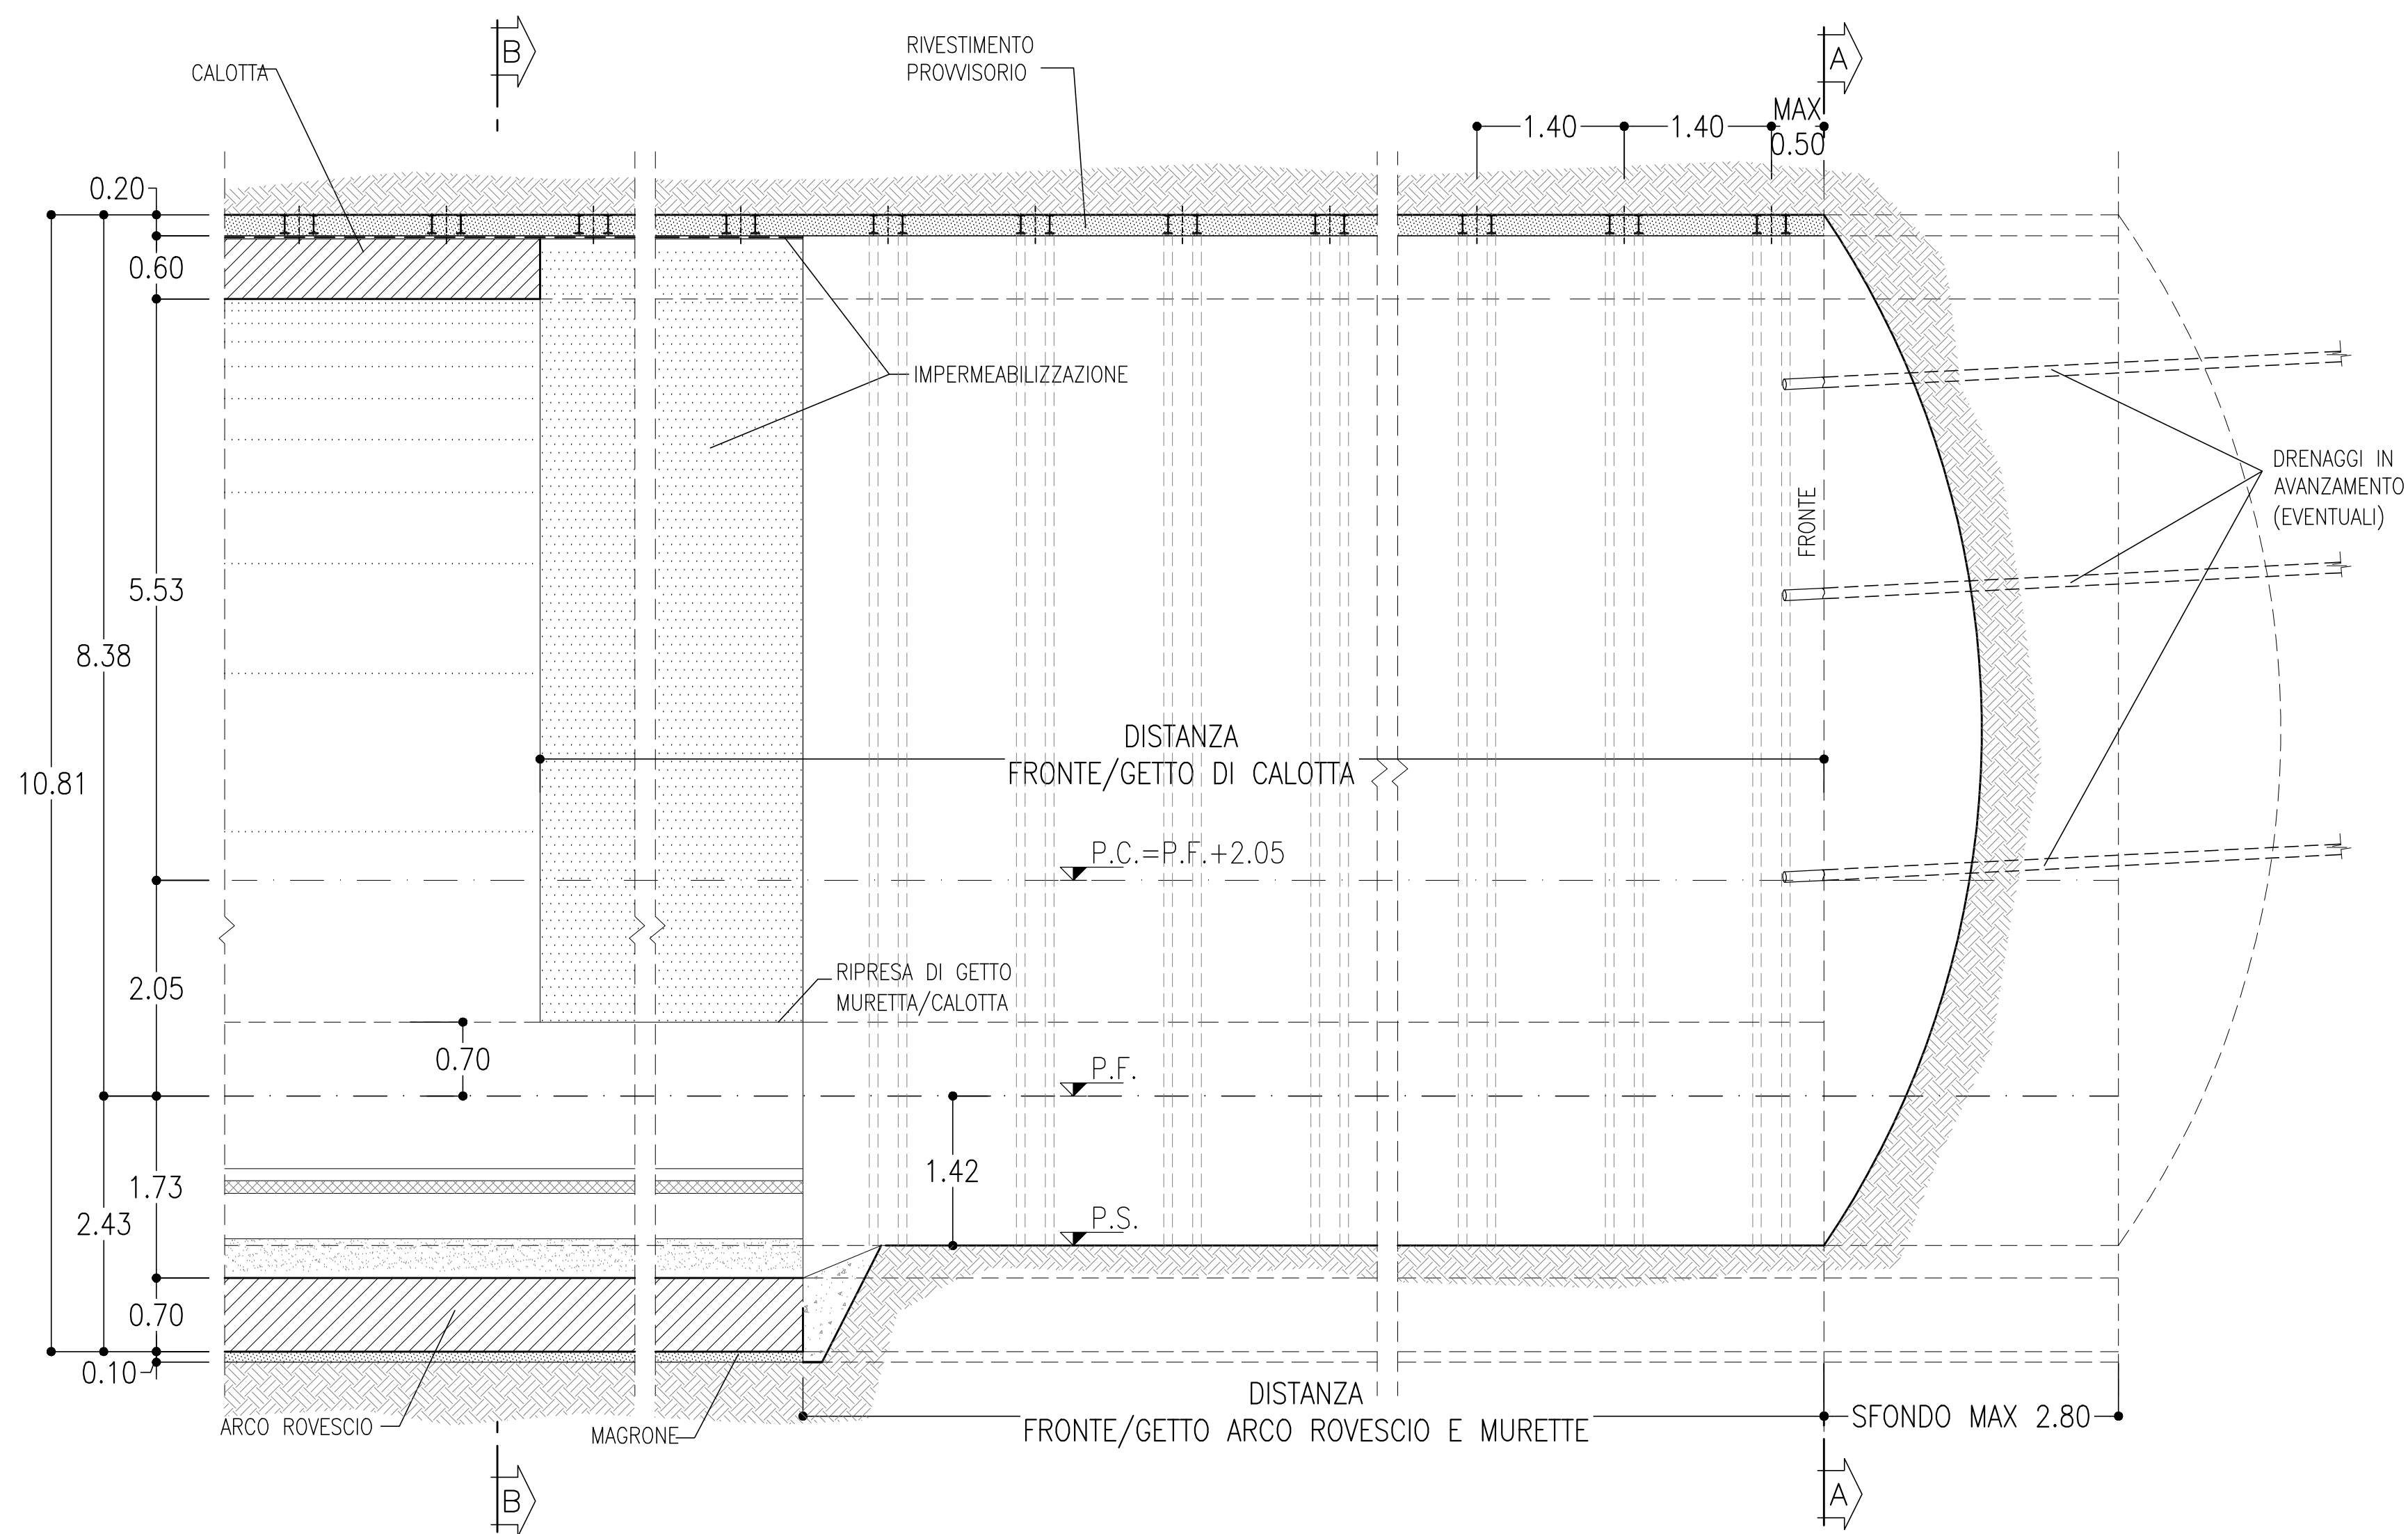 B
A
CALOTTA
RIVESTIMENTO
PROVVISORIO
MAX
1.40
1.40
0.50
0.20
0.60
IMPERMEABILIZZAZIONE
DRENAGGI IN
AVANZAMENTO
(EVENTUALI)
FRONTE
5.53
8.38
10.81
DISTANZA
FRONTE/GETTO DI CALOTTA
P.C.=P.F.+2.05
2.05
RIPRESA DI GETTO
MURETTA/CALOTTA
0.70
P.F.
1.42
1.73
2.43
P.S.
0.70
0.10
DISTANZA
FRONTE/GETTO ARCO ROVESCIO E MURETTE
SFONDO MAX 2.80
ARCO ROVESCIO
MAGRONE
B
A